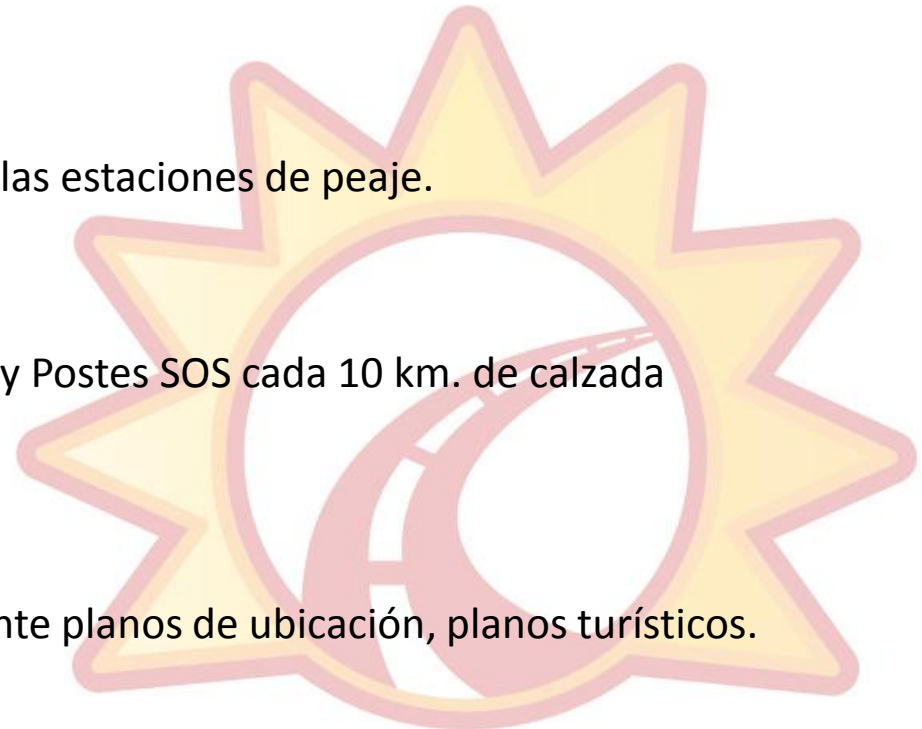 las estaciones de peaje.
y Postes SOS cada 10 km. de calzada
nte planos de ubicación, planos turísticos.